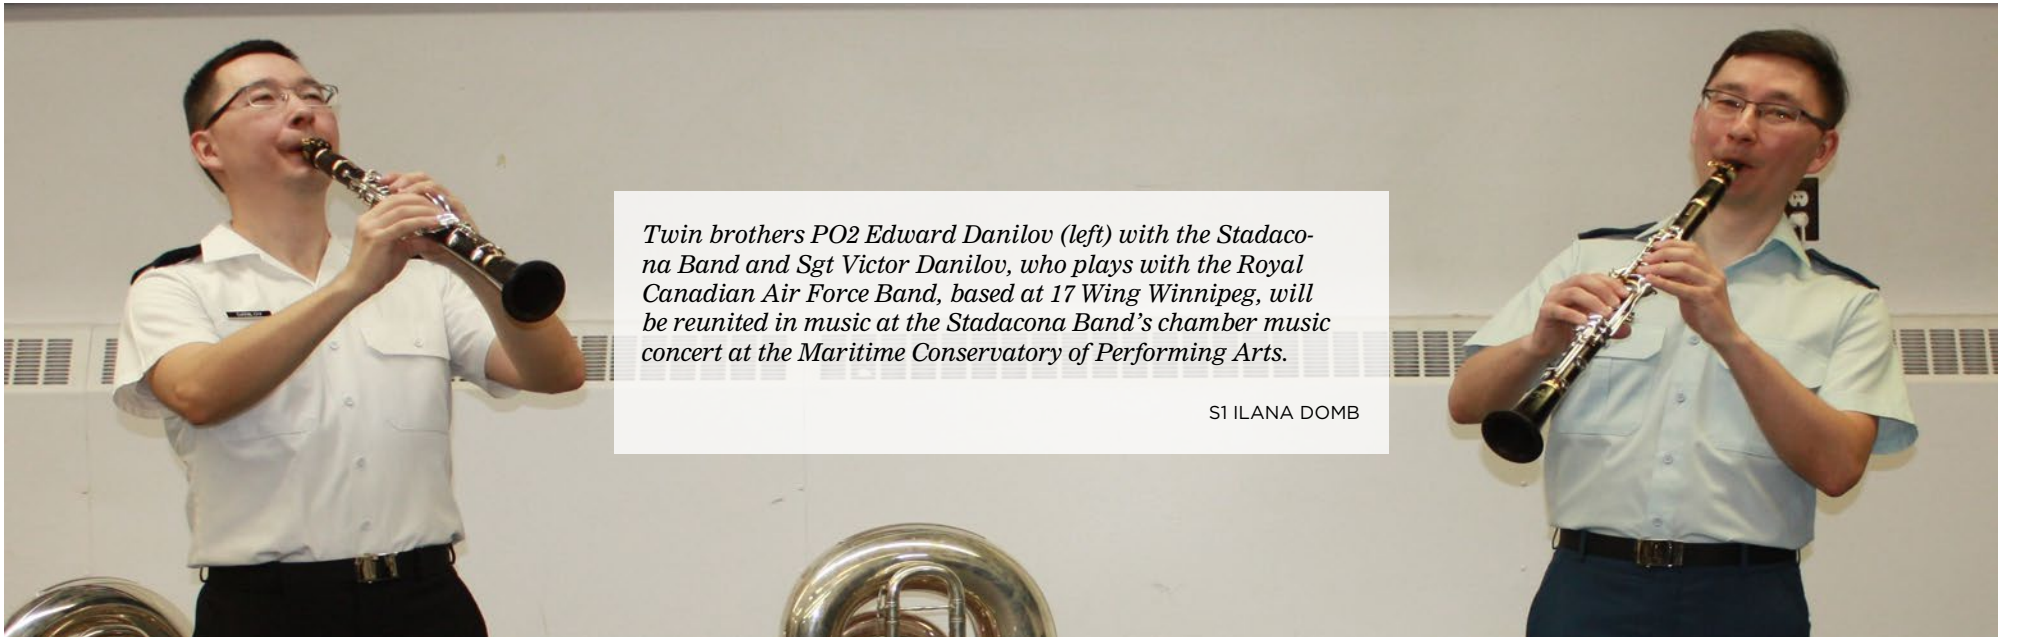 Twin brothers PO2 Edward Danilov (left) with the Stadaco-
na Band and Sgt Victor Danilov, who plays with the Royal
Canadian Air Force Band, based at 17 Wing Winnipeg, will
be reunited in music at the Stadacona Band's chamber music
concert at the Maritime Conservatory of Performing Arts.
S1 ILANA DOMB